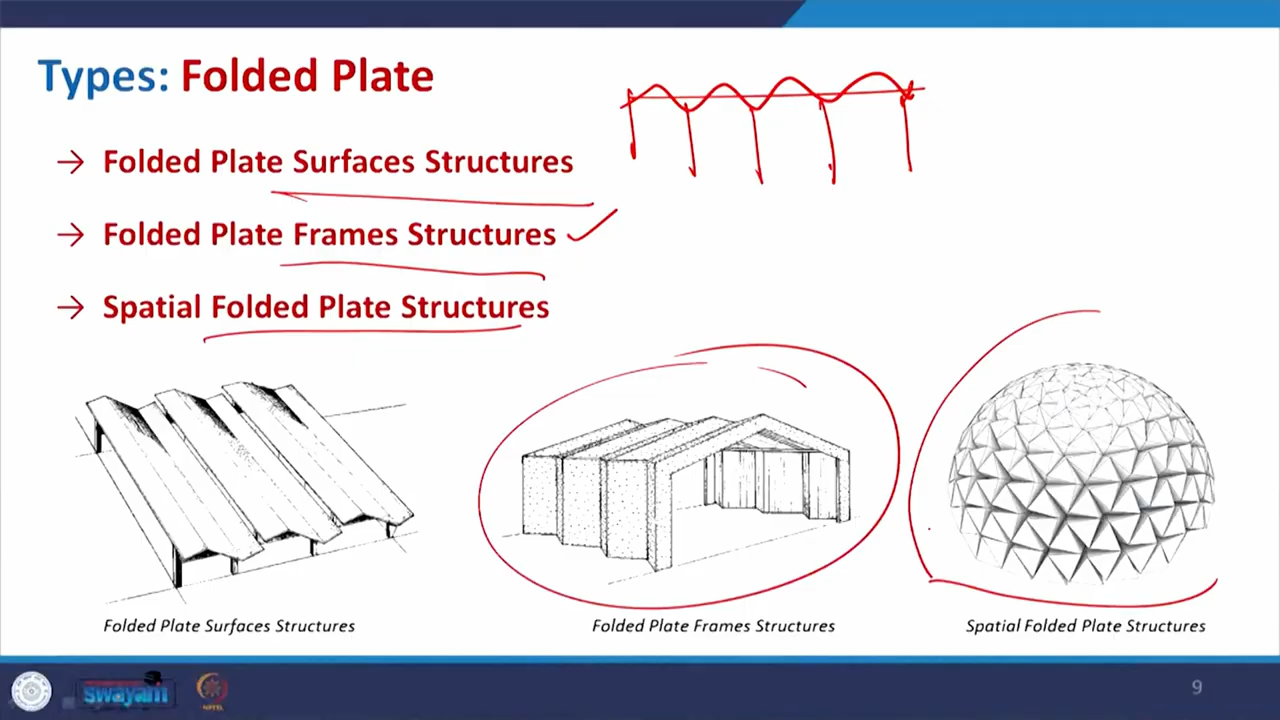 Types: Folded Plate
→ Folded Plate Surfaces Structures
→ Folded Plate Frames Structures
→ Spatial Folded Plate Structures
Folded Plate Surfaces Structures
Folded Plate Frames Structures
Spatial Folded Plate Structures
swayam
NPTEL
9